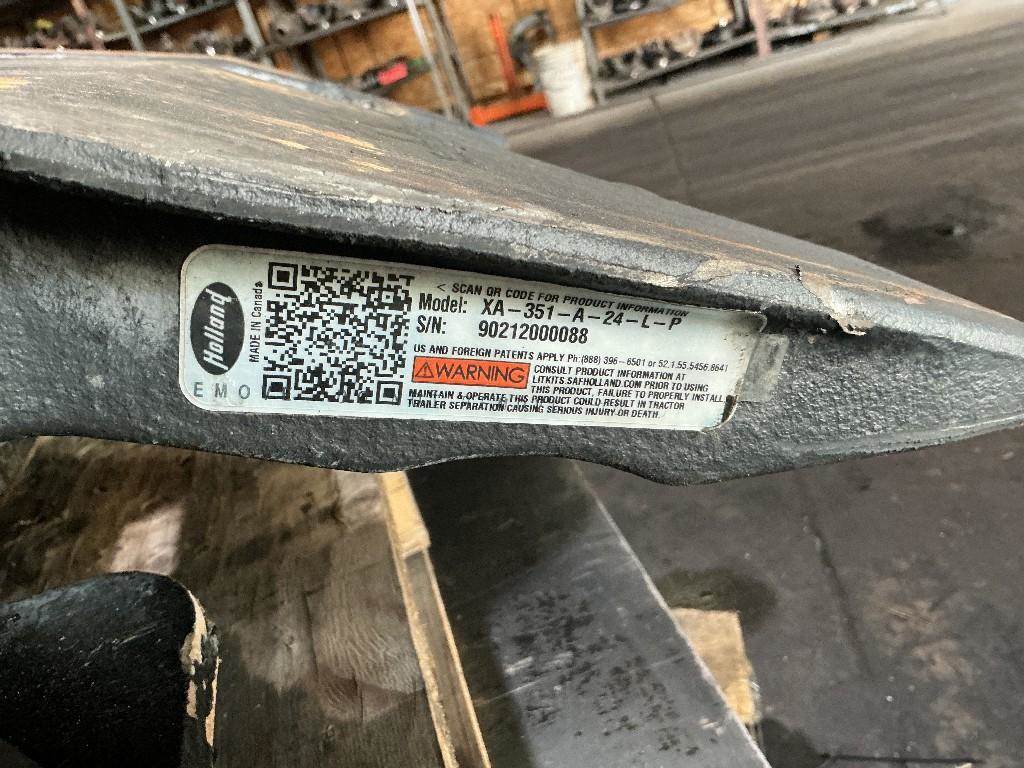 Holland
MADE IN Canada
E M O
< SCAN QR CODE FOR PRODUCT INFORMATION
Model: XA-351-A-24-L-P
S/N: 90212000088
US AND FOREIGN PATENTS APPLY Ph:(888) 396-6501 or 52.1.55.5456.8641
WARNING
CONSULT PRODUCT INFORMATION AT
LITKITS.SAFHOLLAND.COM PRIOR TO USING
THIS PRODUCT, FAILURE TO PROPERLY INSTALL
MAINTAIN & OPERATE THIS PRODUCT COULD RESULT IN TRACTOR
TRAILER SEPARATION CAUSING SERIOUS INJURY OR DEATH.